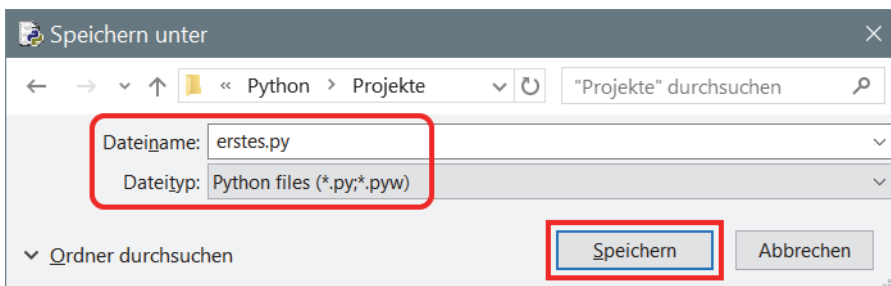 Speichern unter
« Python > Projekte "Projekte" durchsuchen
Dateiname: erstes.py
Dateityp: Python files (*.py;*.pyw)
Ordner durchsuchen Speichern Abbrechen